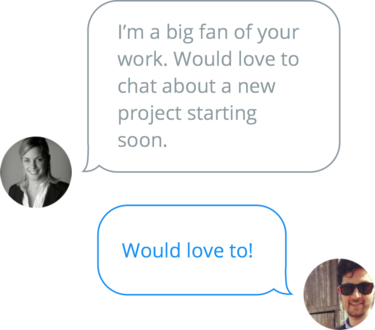 I’m a big fan of your
work. Would love to
chat about a new
project starting
soon.
Would love to!